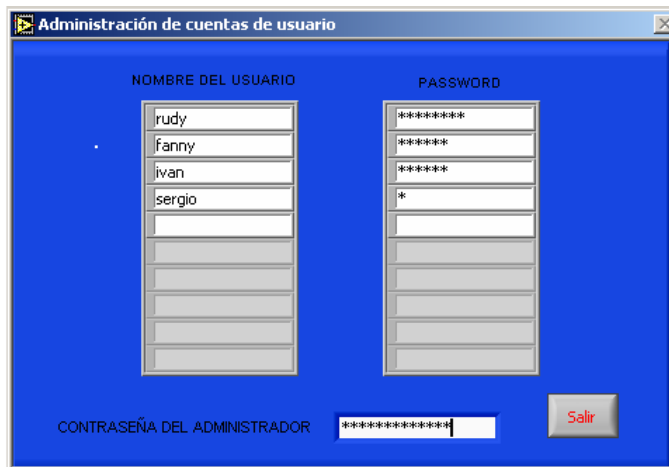 Administración de cuentas de usuario
NOMBRE DEL USUARIO PASSWORD
rudy ********
fanny ******
ivan ******
sergio *
CONTRASEÑA DEL ADMINISTRADOR ************* Salir